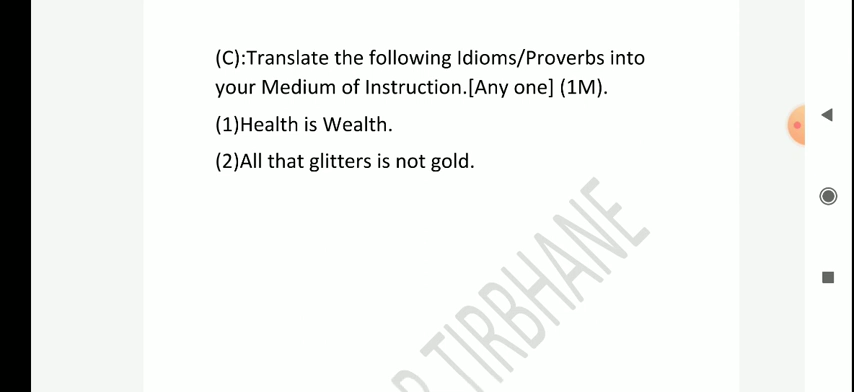 (C):Translate the following Idioms/Proverbs into
your Medium of Instruction.[Any one] (1M).
(1)Health is Wealth.
(2)All that glitters is not gold.
TIRBHANE